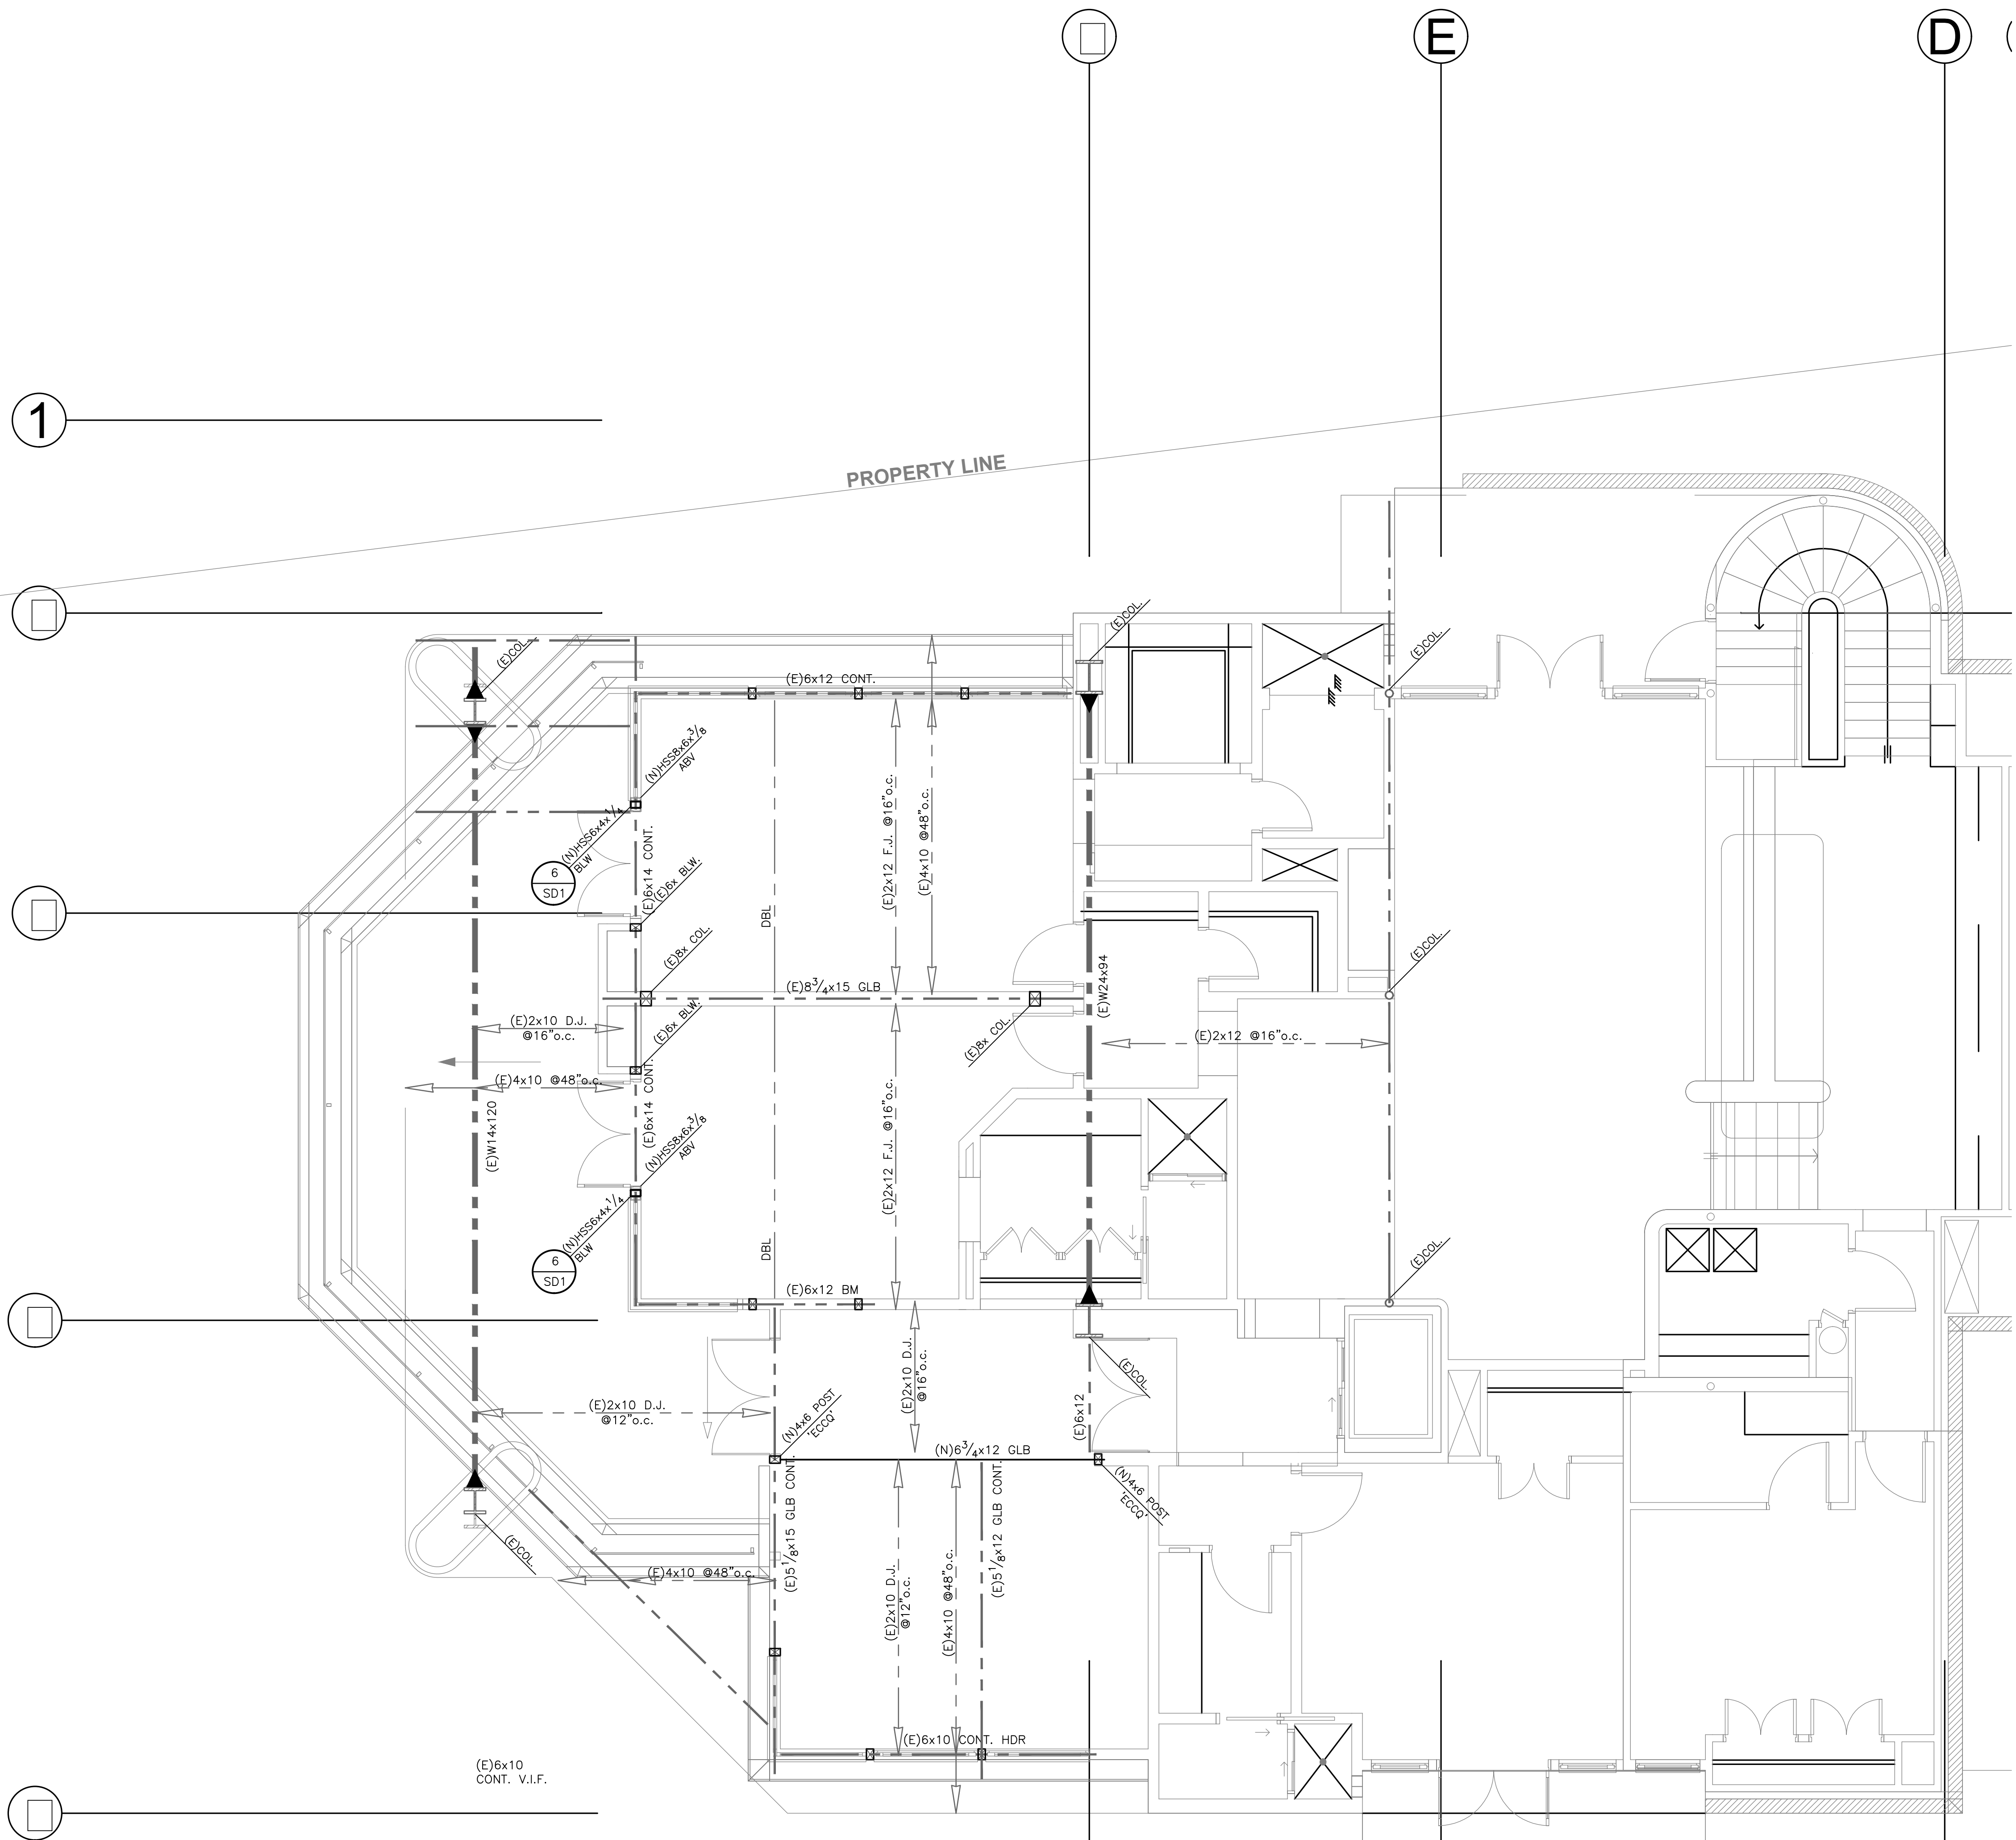 E
D
1
PROPERTY LINE
(E)COL.
(E)COL.
(E)COL.
(E)6x12 CONT.
(N)HSS8x6x3/8
ABV
(N)HSS6x4x1/4
BLW
6
SD1
(E)6x14 CONT.
(E)6x BLW.
DBL
(E)2x12 F.J. @16"o.c.
(E)4x10 @48"o.c.
(E)8x COL.
(E)8 3/4x15 GLB
(E)COL.
(E)W24x94
(E)2x10 D.J.
@16"o.c.
(E)6x BLW.
(E)8x COL.
(E)2x12 @16"o.c.
(E)4x10 @48"o.c.
(E)W14x120
(E)6x14 CONT.
(N)HSS8x6x3/8
ABV
(E)2x12 F.J. @16"o.c.
(N)HSS6x4x1/4
BLW
6
SD1
DBL
(E)6x12 BM
(E)COL.
(E)2x10 D.J.
@16"o.c.
(E)COL.
(E)6x12
(E)2x10 D.J.
@12"o.c.
(N)4x6 POST
'ECCQ'
(N)6 3/4x12 GLB
(N)4x6 POST
'ECCQ'
(E)5 1/8x15 GLB CONT.
(E)5 1/8x12 GLB CONT.
(E)COL.
(E)4x10 @48"o.c.
(E)2x10 D.J.
@12"o.c.
(E)4x10 @48"o.c.
(E)6x10 CONT. HDR
(E)6x10
CONT. V.I.F.